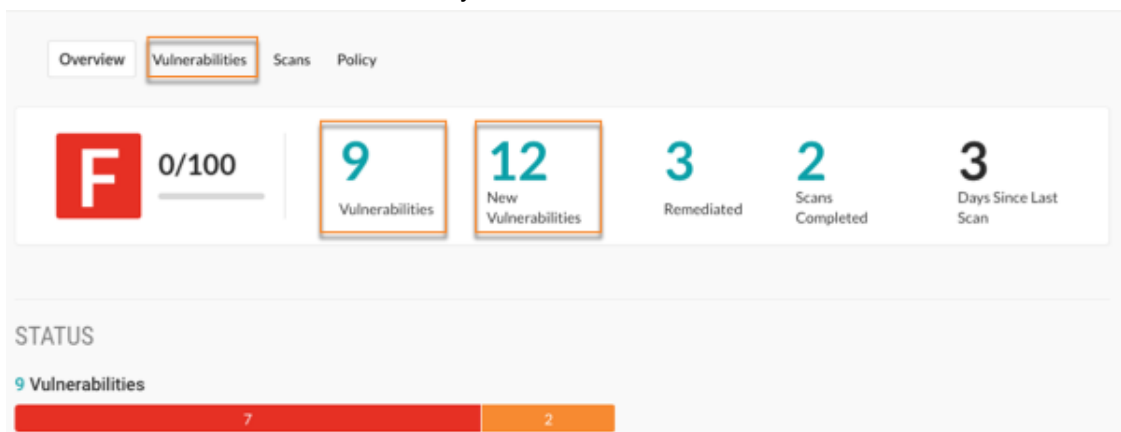 Overview Vulnerabilities Scans Policy
F 0/100
9 Vulnerabilities
12 New
Vulnerabilities
3 Remediated
2 Scans
Completed
3 Days Since Last
Scan
STATUS
9 Vulnerabilities
7 2